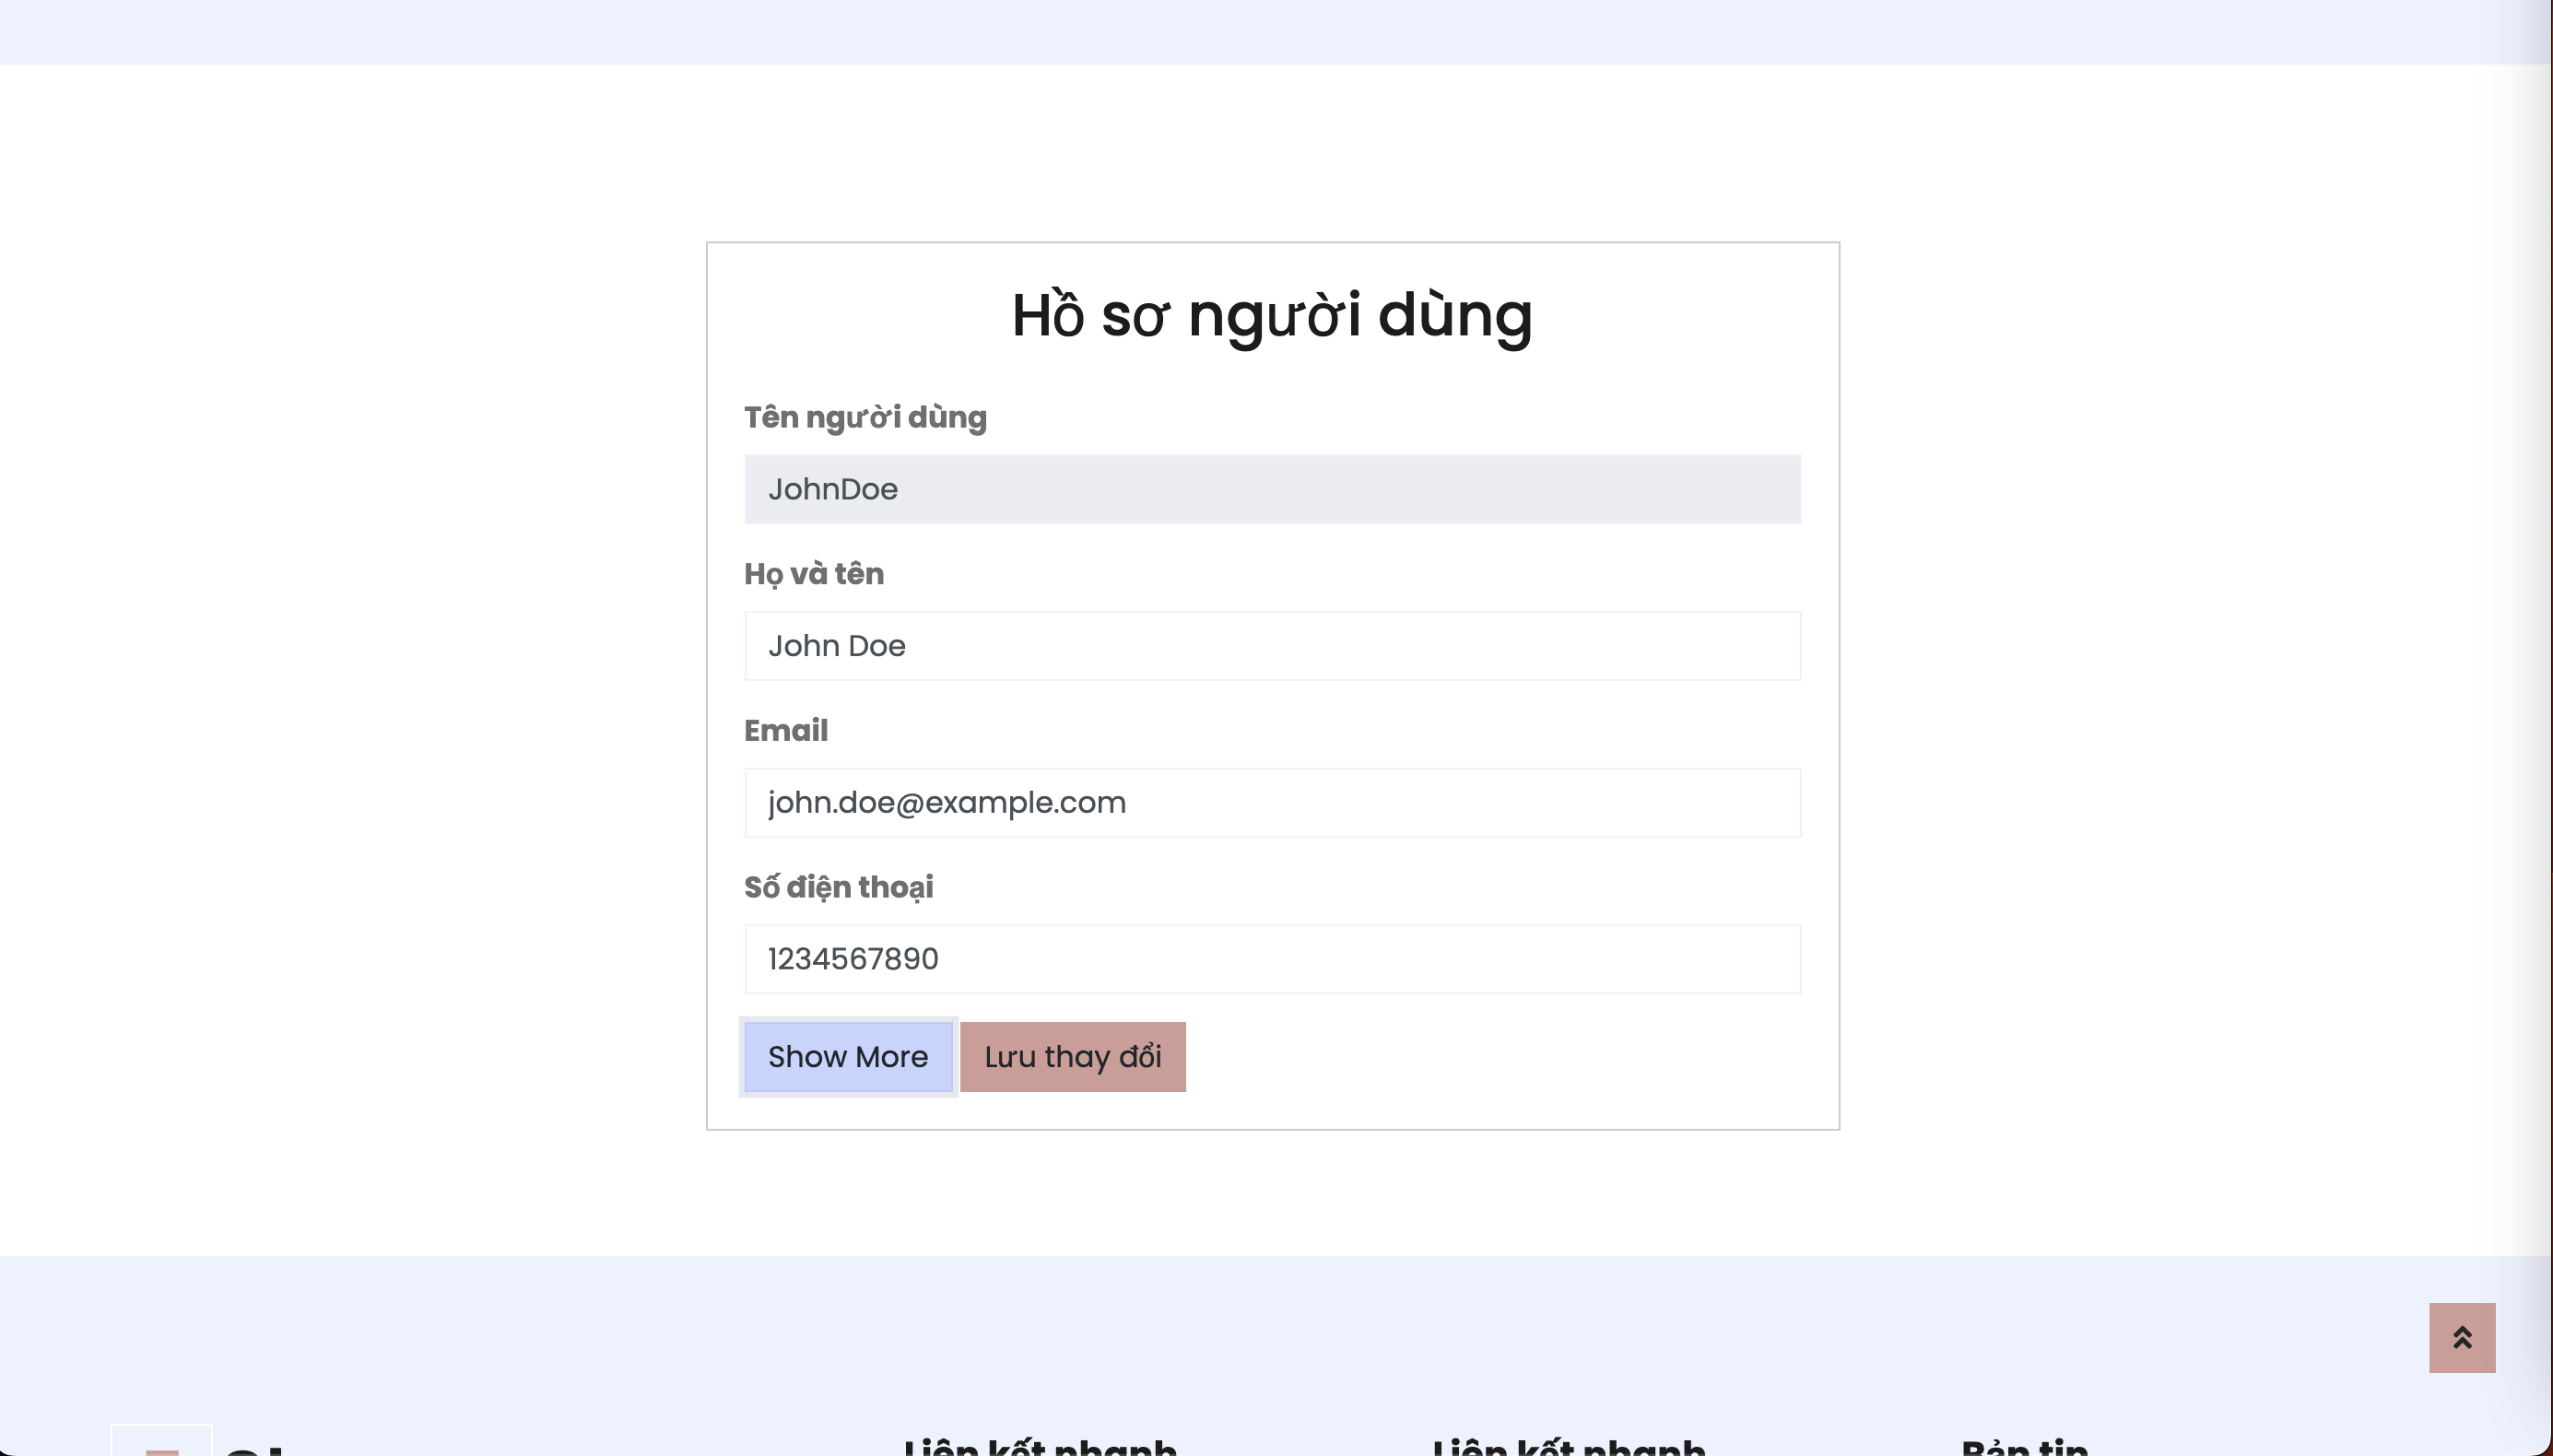 Hồ sơ người dùng
Tên người dùng
JohnDoe
Họ và tên
John Doe
Email
john.doe@example.com
Số điện thoại
1234567890
Show More Lưu thay đổi
Liên kết nhanh Liên kết nhanh Bản tin